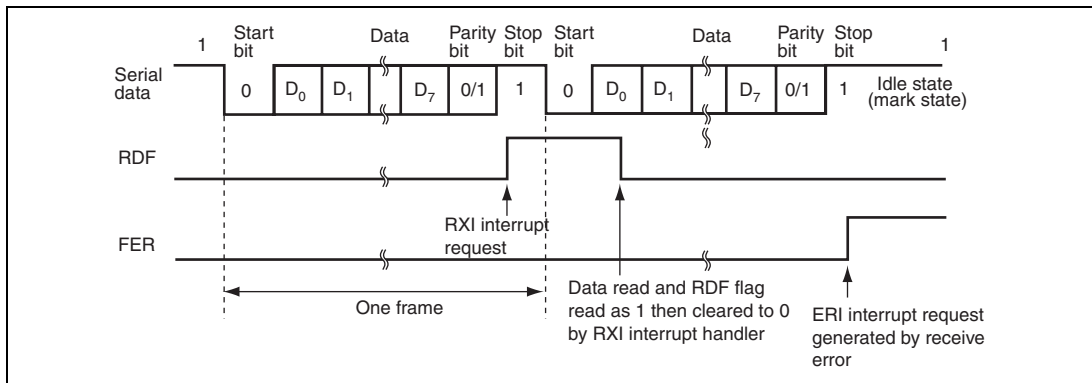 1 Start bit Data Parity bit Stop bit Start bit Data Parity bit Stop bit 1
Serial data 0 D0 D1 D7 0/1 1 0 D0 D1 D7 0/1 1 Idle state (mark state)
RDF
RXI interrupt
request
FER
One frame
Data read and RDF flag
read as 1 then cleared to 0
by RXI interrupt handler
ERI interrupt request
generated by receive
error